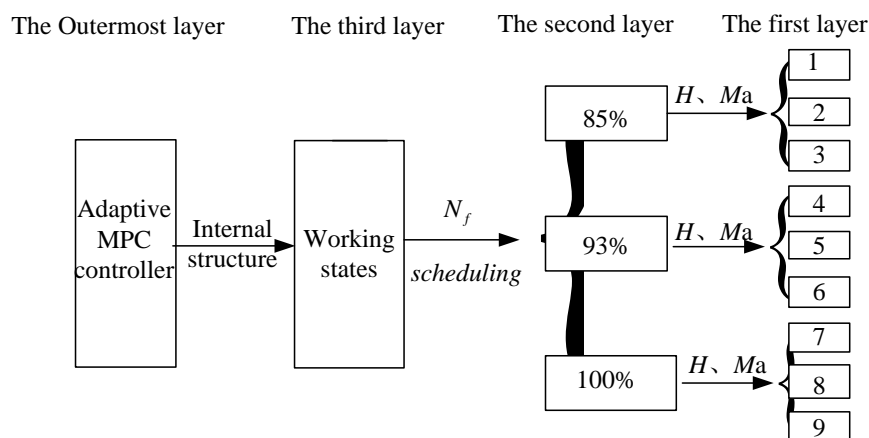 The Outermost layer
The third layer
The second layer
The first layer
Adaptive
MPC
controller
Internal
structure
Working
states
N_f
scheduling
85%
H、Ma
1
2
3
93%
H、Ma
4
5
6
100%
H、Ma
7
8
9